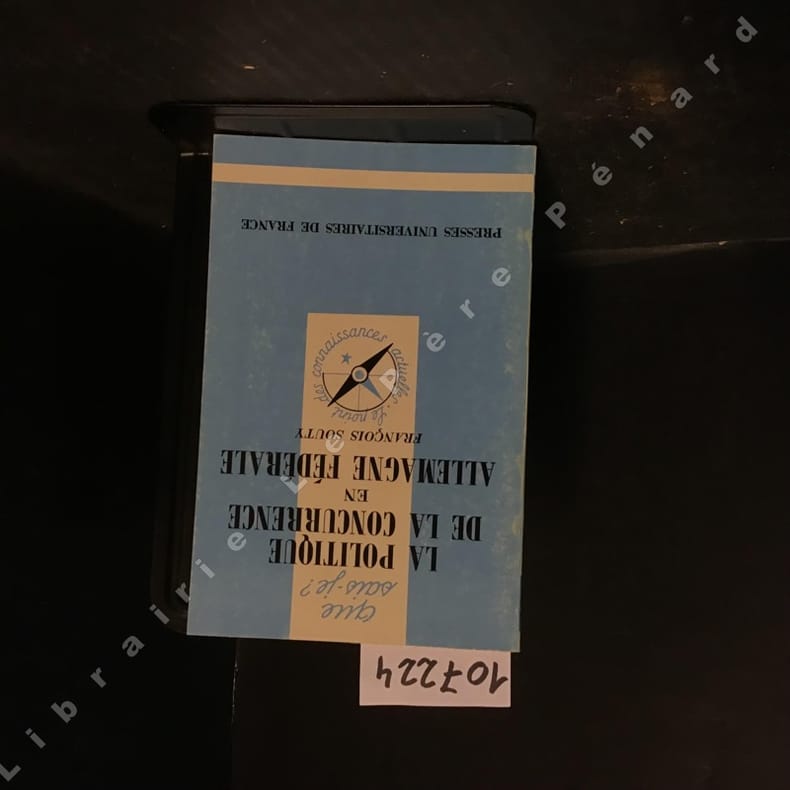 que
sais-je?
LA POLITIQUE
DE LA CONCURRENCE
EN
ALLEMAGNE FÉDÉRALE
FRANÇOIS SOUTY
Le point des connaissances actuelles.
PRESSES UNIVERSITAIRES DE FRANCE
107224
Librairie Le Père Pénard